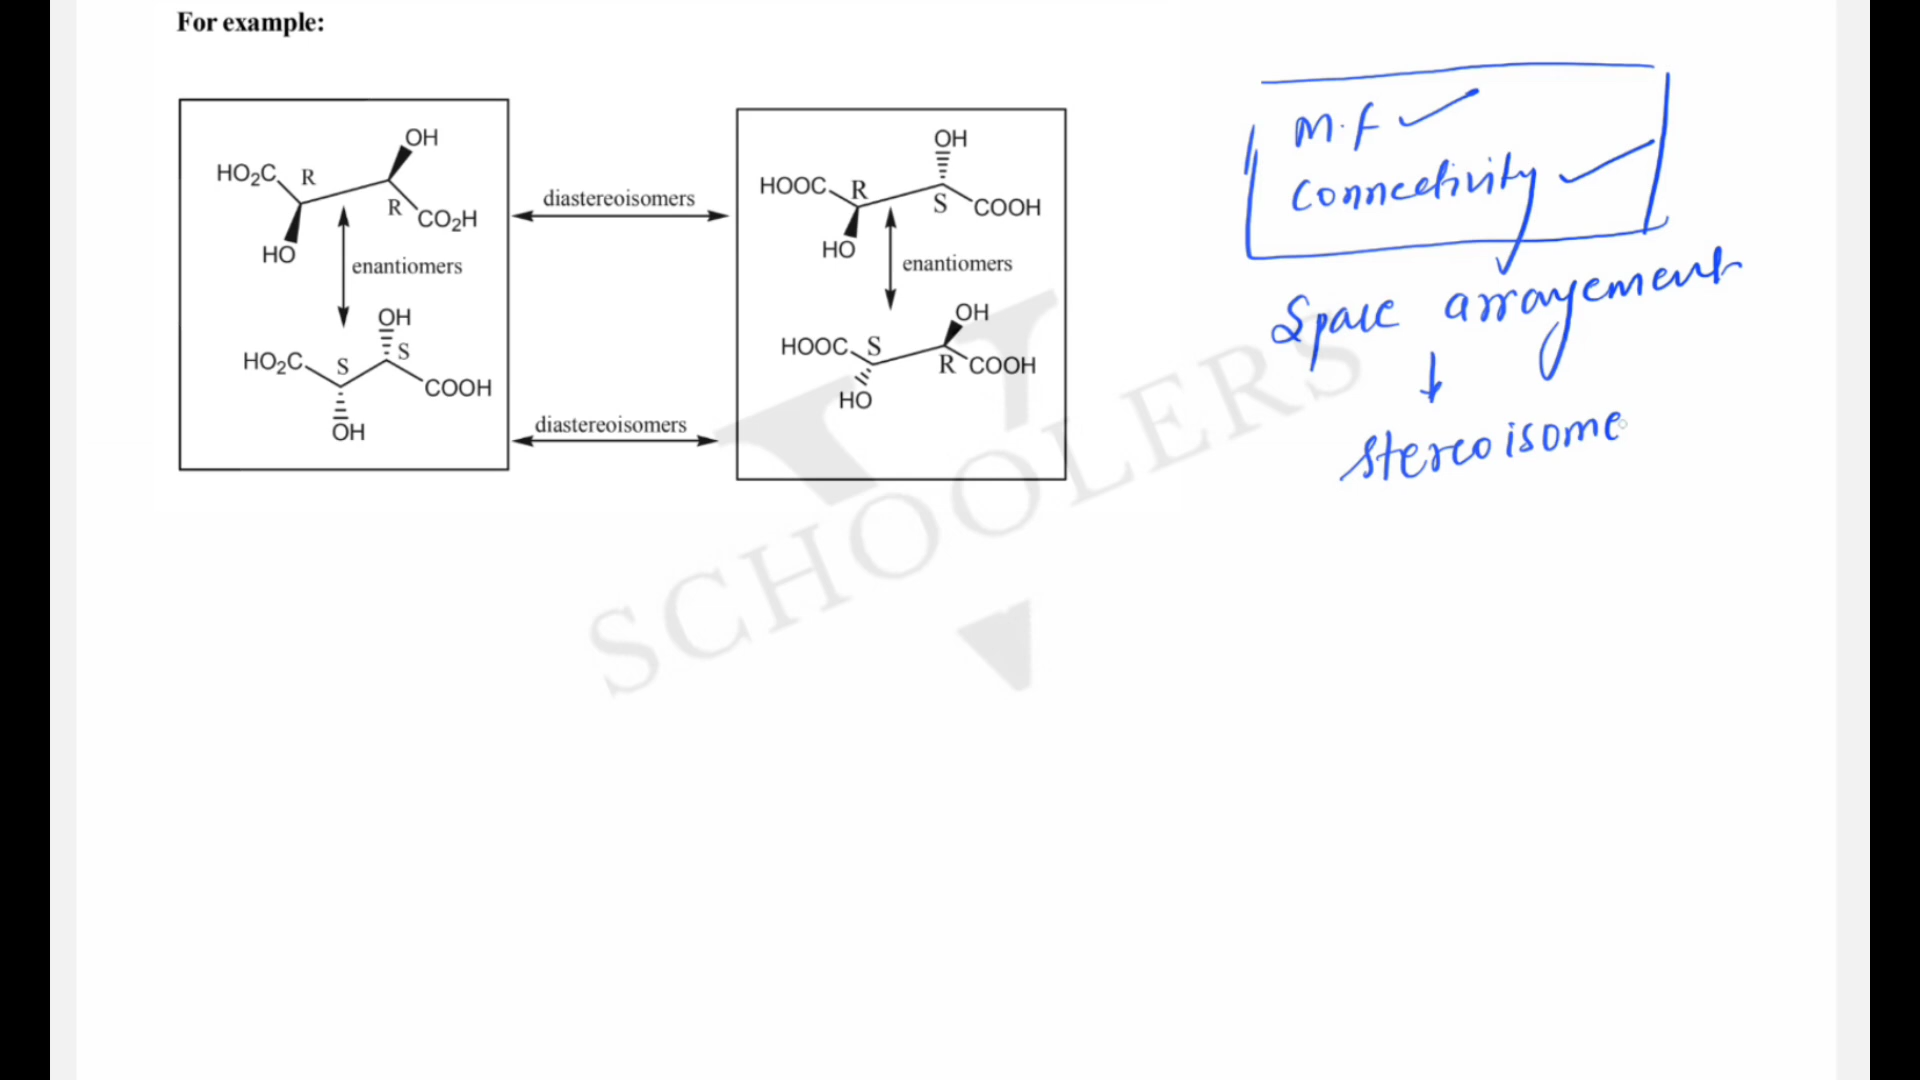 For example:
OH
HO2C R
R CO2H
HO
enantiomers
OH
HO2C S S
COOH
OH
diastereoisomers
diastereoisomers
OH
HOOC R
S COOH
HO
enantiomers
OH
HOOC S
R COOH
HO
M.F
Connectivity
Space arrangement
stereoisome
SCHOOLERS